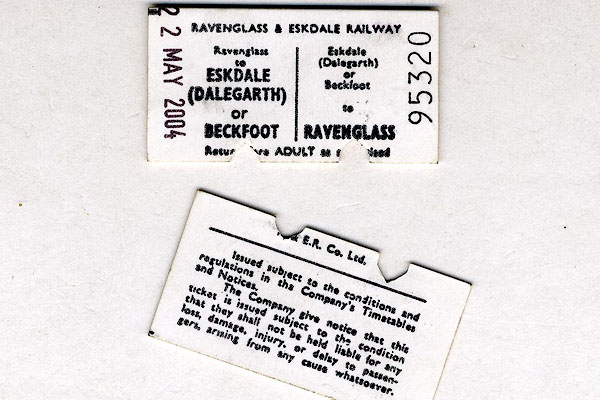 2 2 MAY 2004
RAVENGLASS & ESKDALE RAILWAY
Ravenglass
to
ESKDALE
(DALEGARTH)
or
BECKFOOT
Eskdale
(Dalegarth)
or
Beckfoot
to
RAVENGLASS
ADULT as
95320
& E.R. Co. Ltd.
Issued subject to the conditions and
regulations in the Company's Timetables
and Notices.
The Company give notice that this
ticket is issued subject to the condition
that they shall not be held liable for any
loss, damage, injury, or delay to passen-
gers, arising from any cause whatsoever.